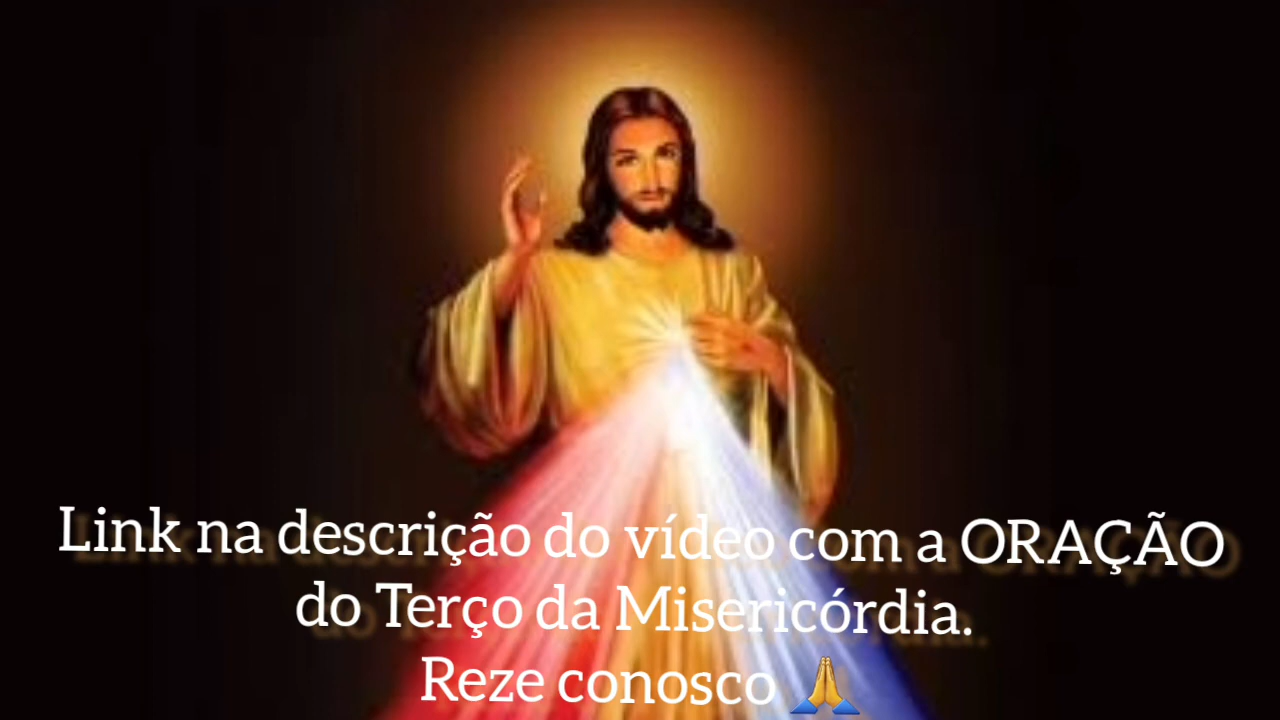 Link na descrição do vídeo com a ORAÇÃO
do Terço da Misericórdia.
Reze conosco 🙏